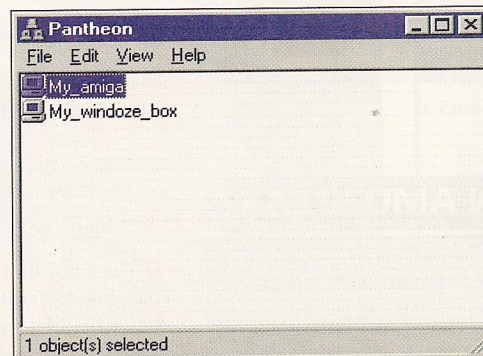 Pantheon
File Edit View Help
My_amiga
My_windoze_box
1 object(s) selected